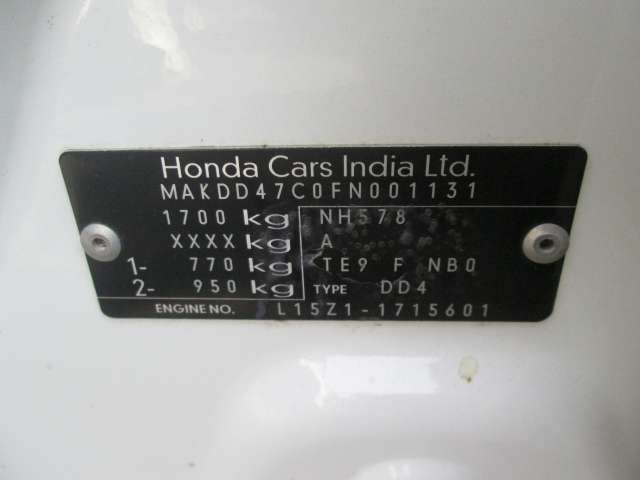 Honda Cars India Ltd.
MAKDD47C0FN001131
1700 kg NH578
XXXX kg A
1- 770 kg TE9 F NB0
2- 950 kg TYPE DD4
ENGINE NO. L15Z1-1715601